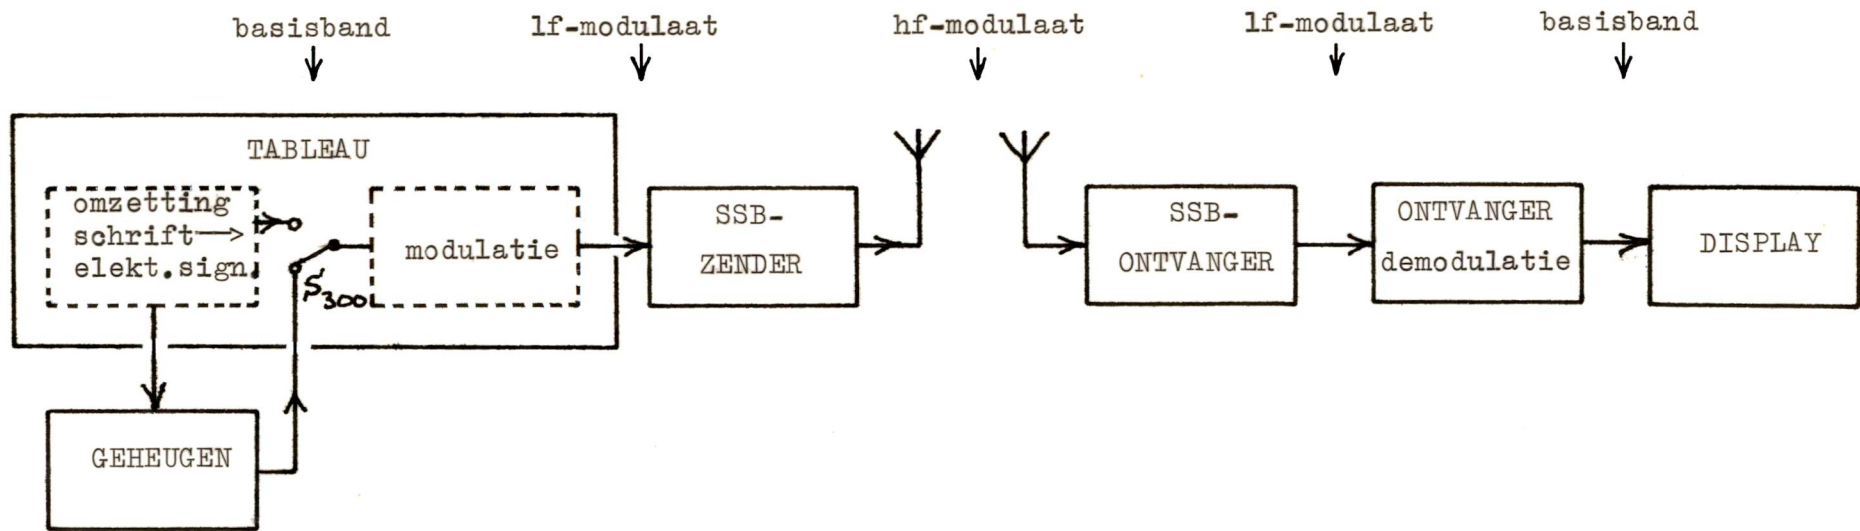 basisband
lf-modulaat
hf-modulaat
lf-modulaat
basisband
TABLEAU
omzetting
schrift
elekt.sign.
S300
modulatie
SSB-
ZENDER
SSB-
ONTVANGER
ONTVANGER
demodulatie
DISPLAY
GEHEUGEN